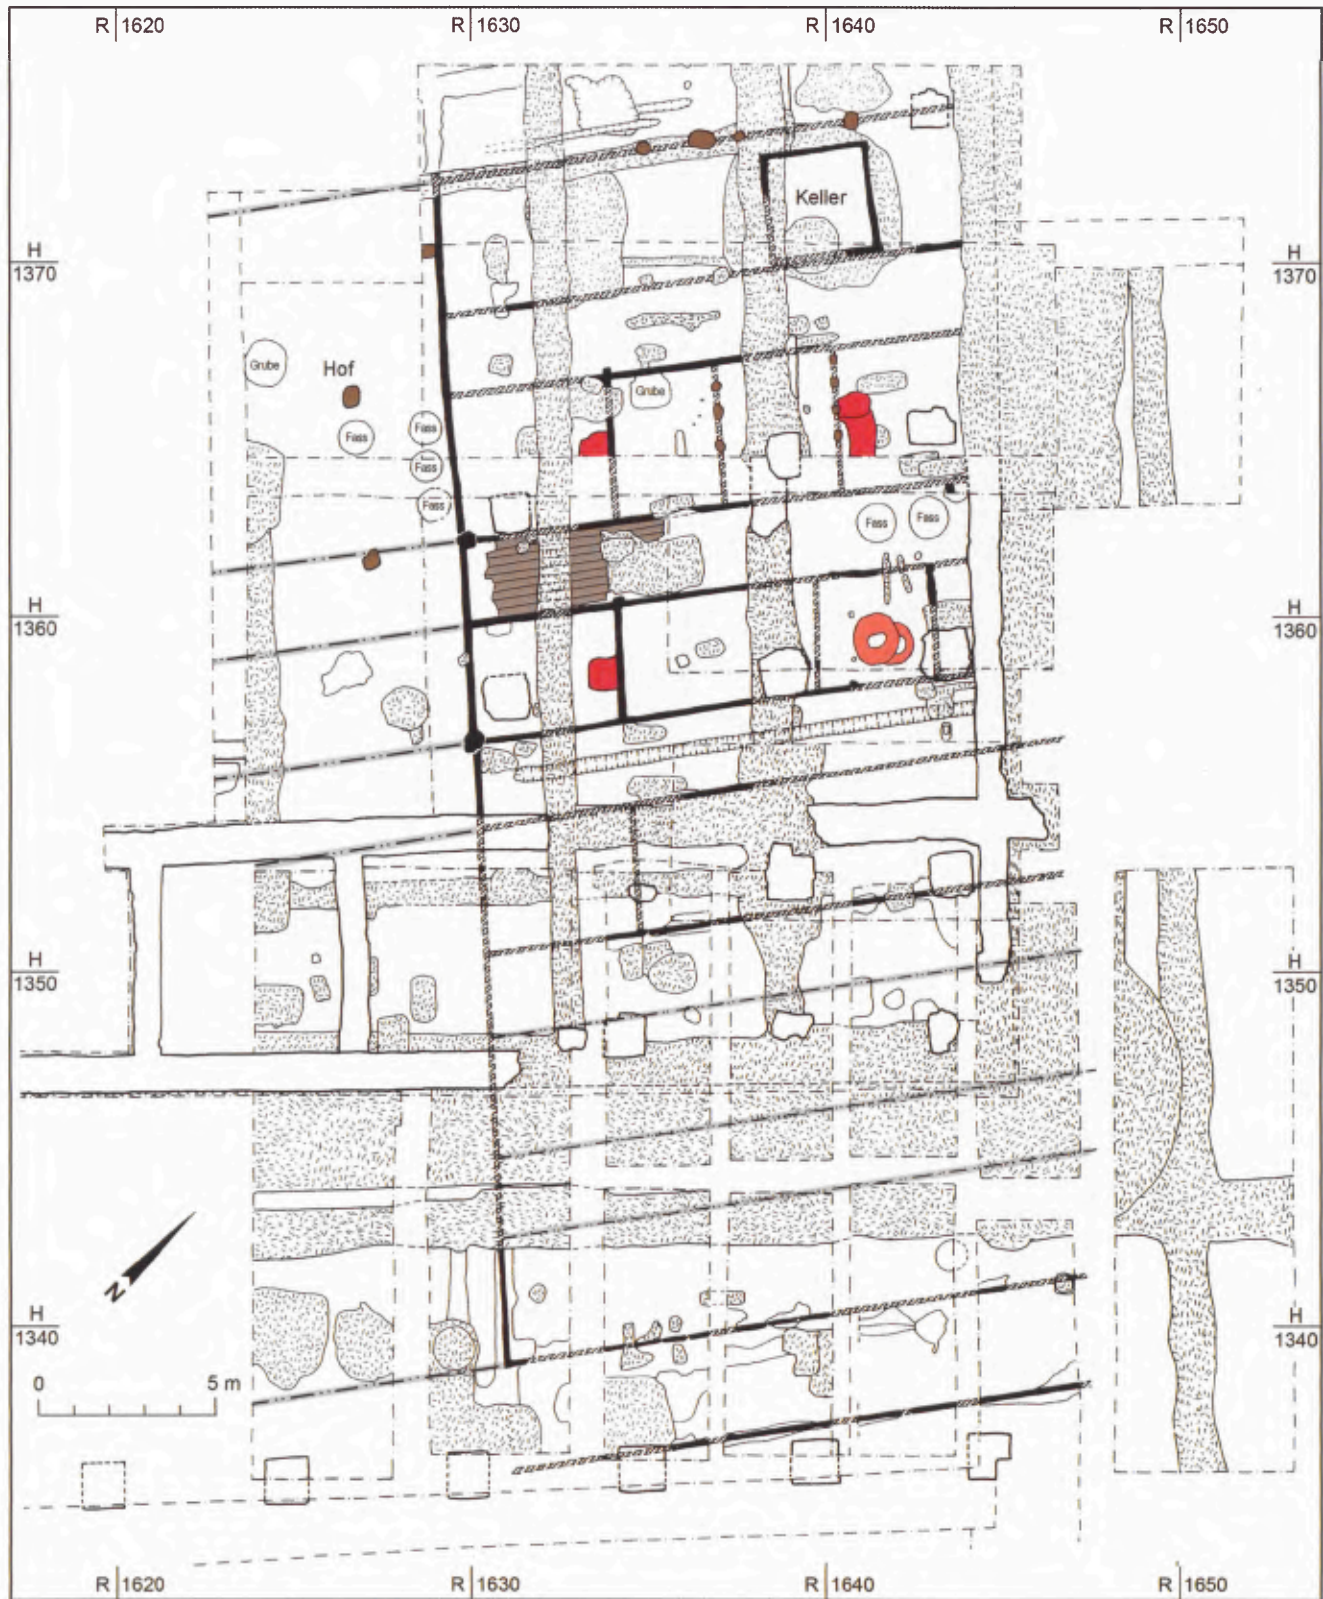 R 1620 R 1630 R 1640 R 1650
Keller
H 1370 H 1370
Grube Hof Grube
Fass Fass
Fass
Fass Fass Fass
H 1360 H 1360
H 1350 H 1350
N
H 1340 H 1340
0 5 m
R 1620 R 1630 R 1640 R 1650